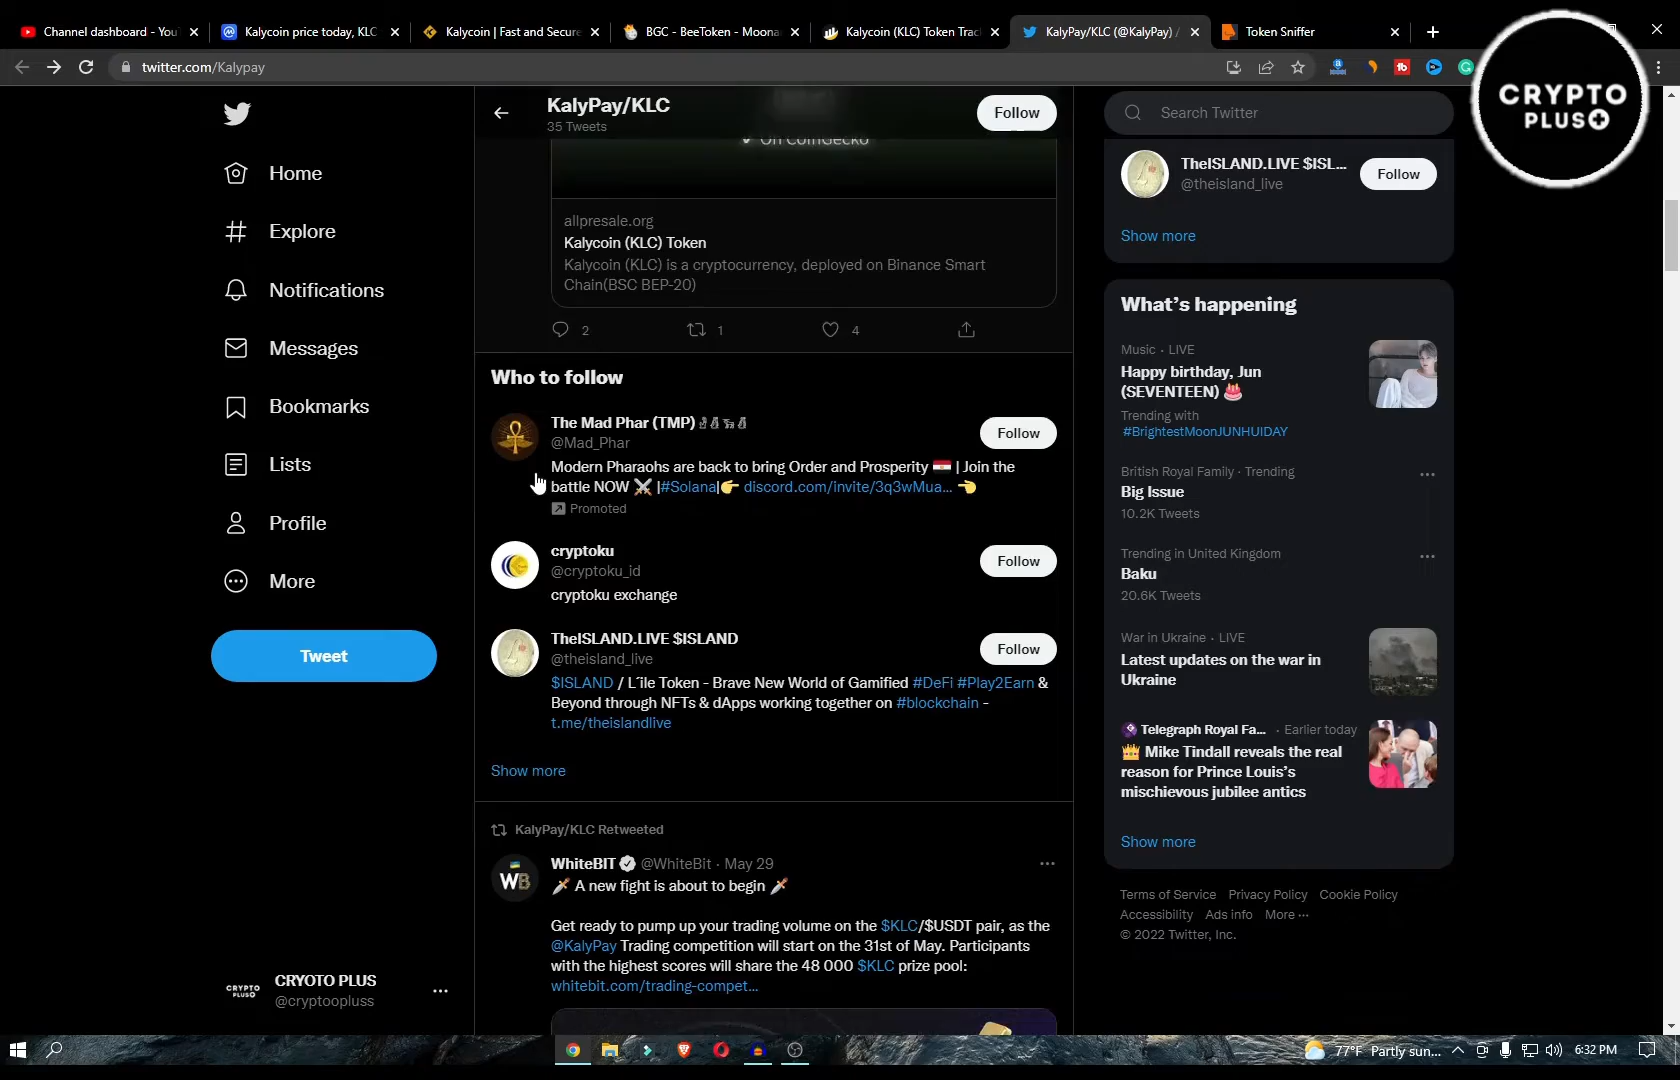 Channel dashboard - You
Kalycoin price today, KLC
Kalycoin | Fast and Secure
BGC - BeeToken - Moona
Kalycoin (KLC) Token Trac
KalyPay/KLC (@KalyPay) /
Token Sniffer
twitter.com/Kalypay
CRYPTO
PLUS
KalyPay/KLC
35 Tweets
Follow
Home
Explore
Notifications
Messages
Bookmarks
Lists
Profile
More
Tweet
CRYOTO PLUS
@cryptoopluss
CRYPTO
PLUS
✔ On CoinGecko
allpresale.org
Kalycoin (KLC) Token
Kalycoin (KLC) is a cryptocurrency, deployed on Binance Smart
Chain(BSC BEP-20)
2
1
4
Who to follow
The Mad Phar (TMP)
@Mad_Phar
Follow
Modern Pharaohs are back to bring Order and Prosperity 🇪🇬 | Join the
battle NOW ⚔️ |#Solana|👉 discord.com/invite/3q3wMua... 👈
Promoted
cryptoku
@cryptoku_id
Follow
cryptoku exchange
TheISLAND.LIVE $ISLAND
@theisland_live
Follow
$ISLAND / L´île Token - Brave New World of Gamified #DeFi #Play2Earn &
Beyond through NFTs & dApps working together on #blockchain -
t.me/theislandlive
Show more
KalyPay/KLC Retweeted
WhiteBIT @WhiteBit · May 29
WB
🗡️ A new fight is about to begin 🗡️
Get ready to pump up your trading volume on the $KLC/$USDT pair, as the
@KalyPay Trading competition will start on the 31st of May. Participants
with the highest scores will share the 48 000 $KLC prize pool:
whitebit.com/trading-compet...
Search Twitter
TheISLAND.LIVE $ISL...
@theisland_live
Follow
Show more
What's happening
Music · LIVE
Happy birthday, Jun
(SEVENTEEN) 🎂
Trending with
#BrightestMoonJUNHUIDAY
British Royal Family · Trending
Big Issue
10.2K Tweets
Trending in United Kingdom
Baku
20.6K Tweets
War in Ukraine · LIVE
Latest updates on the war in
Ukraine
Telegraph Royal Fa... · Earlier today
👑 Mike Tindall reveals the real
reason for Prince Louis's
mischievous jubilee antics
Show more
Terms of Service Privacy Policy Cookie Policy
Accessibility Ads info More ···
© 2022 Twitter, Inc.
77°F Partly sun...
6:32 PM